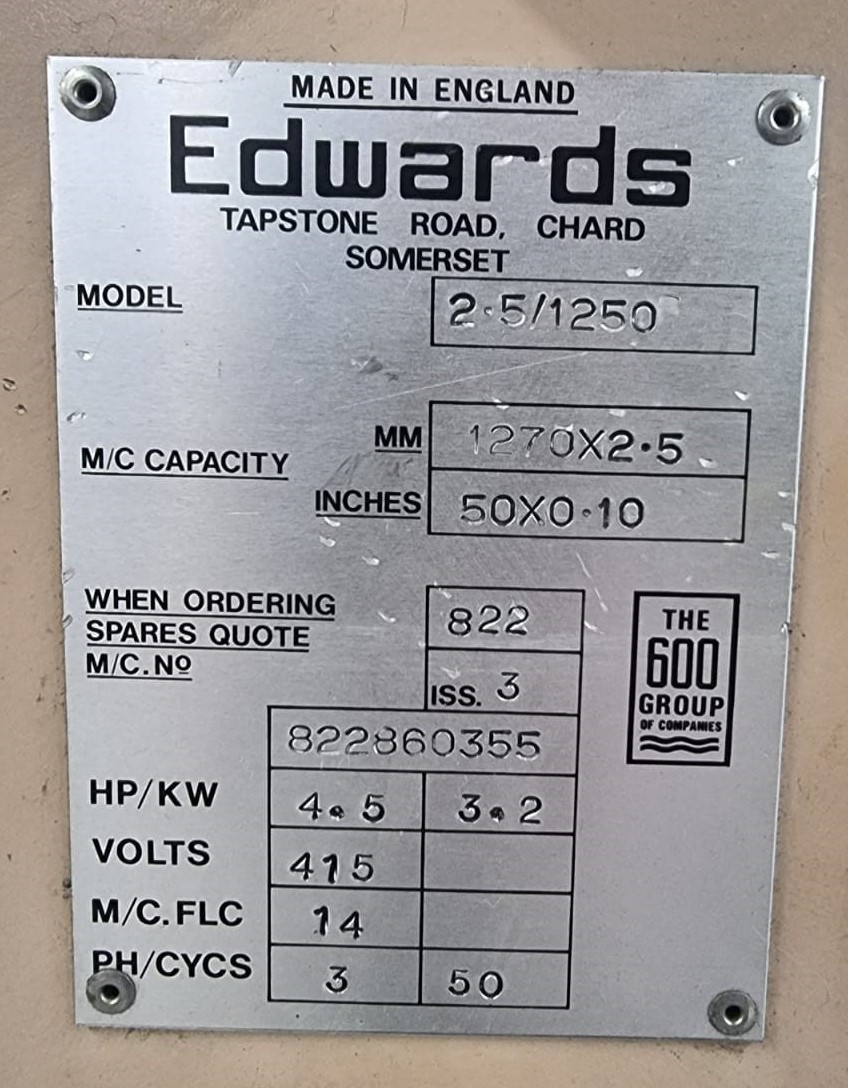 MADE IN ENGLAND
Edwards
TAPSTONE ROAD, CHARD
SOMERSET
MODEL 2·5/1250
M/C CAPACITY
MM 1270X2·5
INCHES 50X0·10
WHEN ORDERING
SPARES QUOTE
M/C.Nº
822
ISS. 3
822860355
THE
600
GROUP
OF COMPANIES
HP/KW 4.5 3.2
VOLTS 415
M/C.FLC 14
PH/CYCS 3 50